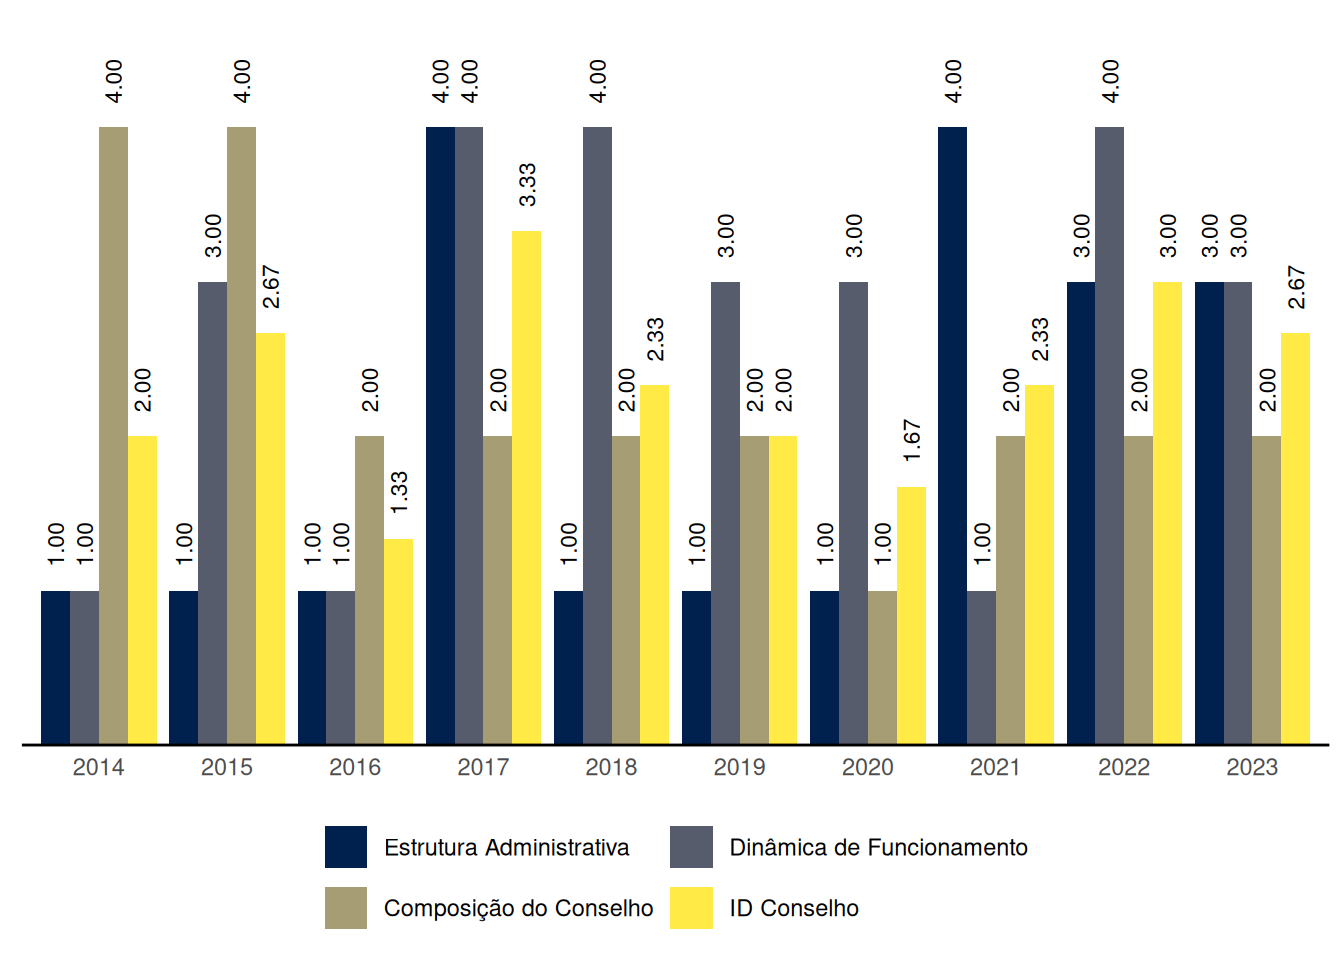 1.00 1.00 4.00 2.00 1.00 3.00 4.00 2.67 1.00 1.00 2.00 1.33 4.00 4.00 2.00 3.33 1.00 4.00 2.00 2.33 1.00 3.00 2.00 2.00 1.00 3.00 1.00 1.67 4.00 1.00 2.00 2.33 3.00 4.00 2.00 3.00 3.00 3.00 2.00 2.67
2014 2015 2016 2017 2018 2019 2020 2021 2022 2023
Estrutura Administrativa Dinâmica de Funcionamento
Composição do Conselho ID Conselho